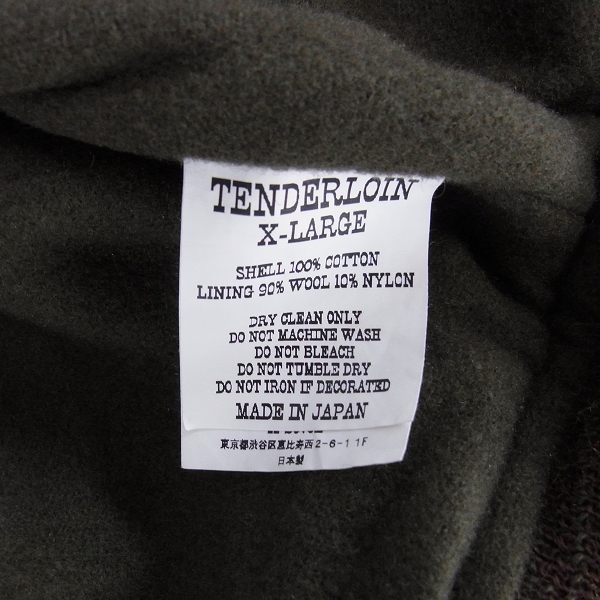 TENDERLOIN
X-LARGE
SHELL 100% COTTON
LINING 90% WOOL 10% NYLON
DRY CLEAN ONLY
DO NOT MACHINE WASH
DO NOT BLEACH
DO NOT TUMBLE DRY
DO NOT IRON IF DECORATED
MADE IN JAPAN
東京都渋谷区恵比寿西2-6-11F
日本製